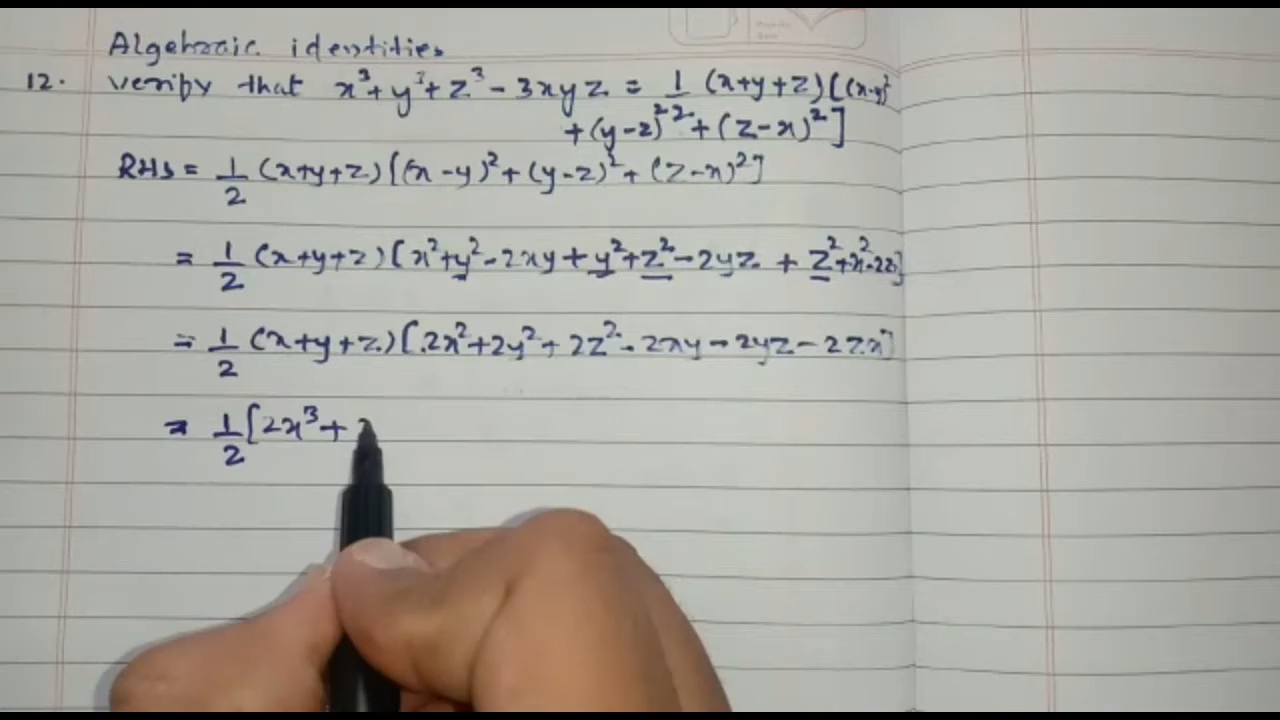 Algebraic identities
12. Verify that x³+y³+z³-3xyz = 1/2 (x+y+z)[(x-y)²
+(y-z)²+(z-x)²]
RHS = 1/2 (x+y+z)[(x-y)²+(y-z)²+(z-x)²]
= 1/2 (x+y+z)[x²+y²-2xy+y²+z²-2yz+z²+x²-2z
= 1/2 (x+y+z)[2x²+2y²+2z²-2xy-2yz-2zx]
= 1/2 [2x³+